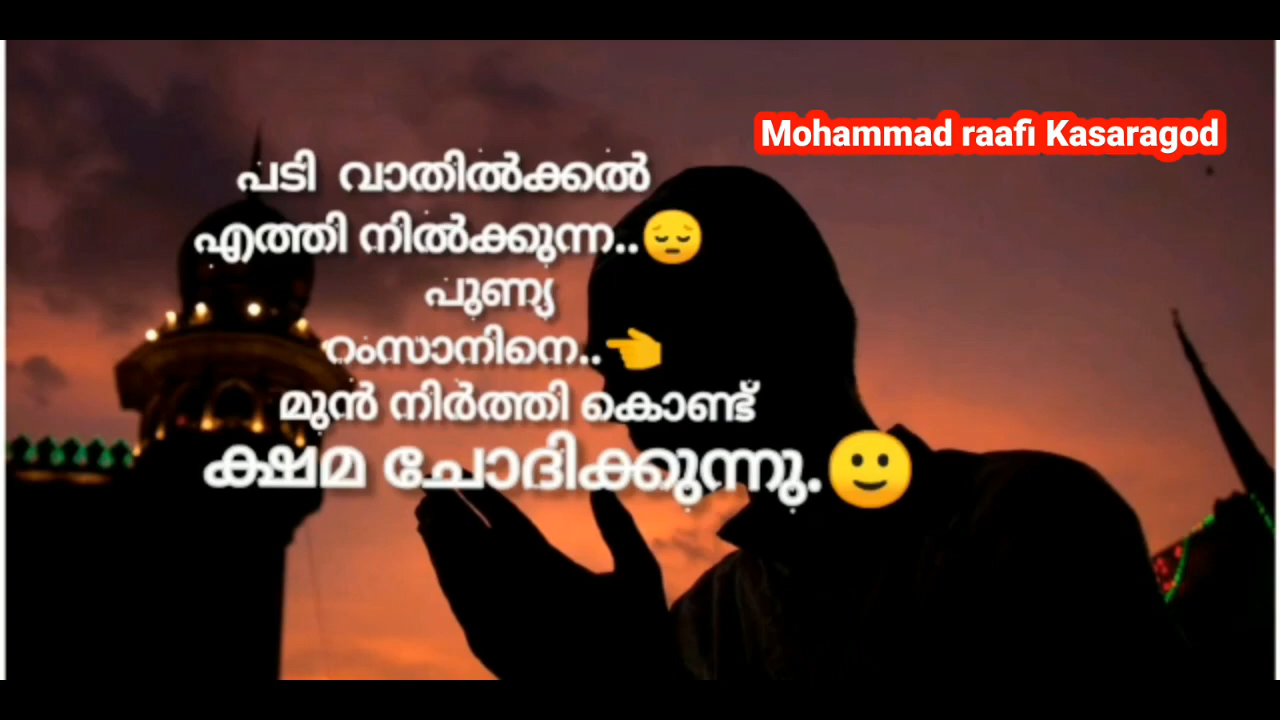 Mohammad raafi Kasaragod
പടി വാതിൽക്കൽ
എത്തി നിൽക്കുന്ന..😔
പുണ്യ
റംസാനിനെ..👈
മുൻ നിർത്തി കൊണ്ട്
ക്ഷമ ചോദിക്കുന്നു.🙂